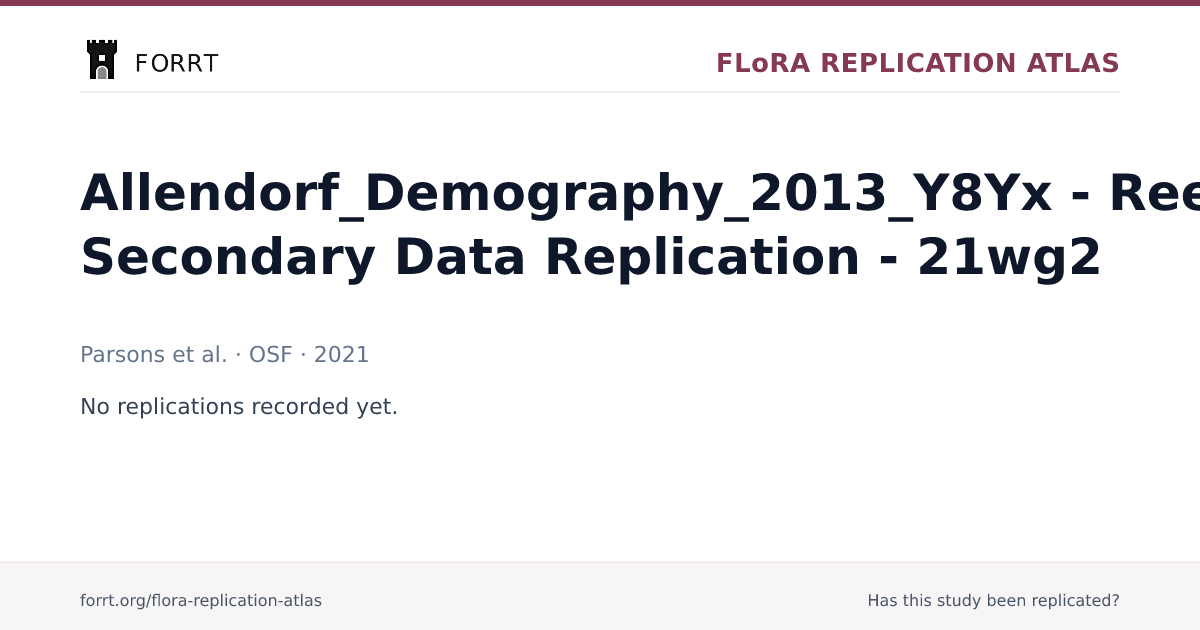 FORRT
FLoRA REPLICATION ATLAS
Allendorf_Demography_2013_Y8Yx -
Secondary Data Replication - 21wg2
Parsons et al. · OSF · 2021
No replications recorded yet.
forrt.org/flora-replication-atlas
Has this study been replicated?